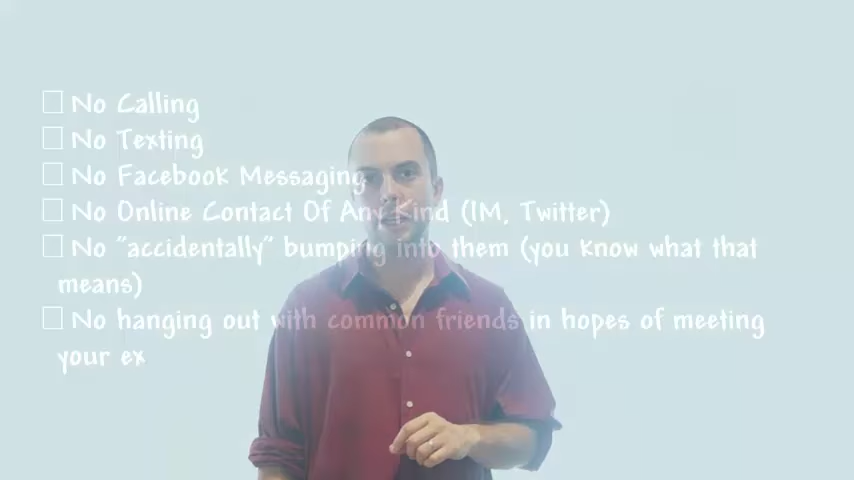 No Calling
No Texting
No Facebook Messaging
No Online Contact Of Any Kind (IM, Twitter)
No "accidentally" bumping into them (you know what that
means)
No hanging out with common friends in hopes of meeting
your ex